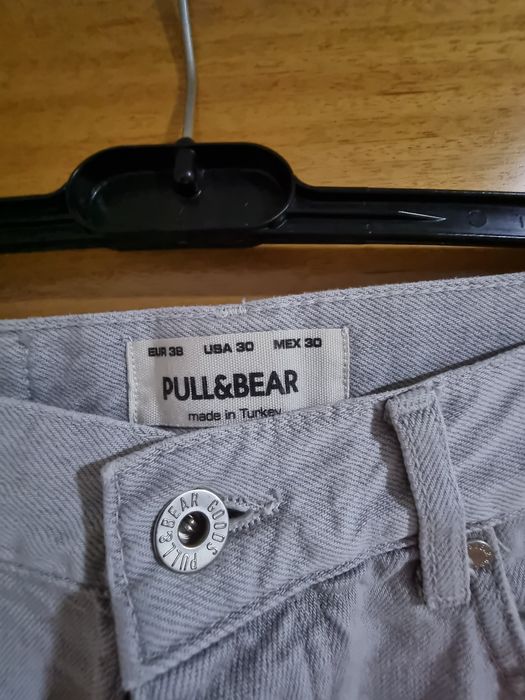 EUR 38 USA 30 MEX 30
PULL&BEAR
made in Turkey
PULL&BEAR GOODS